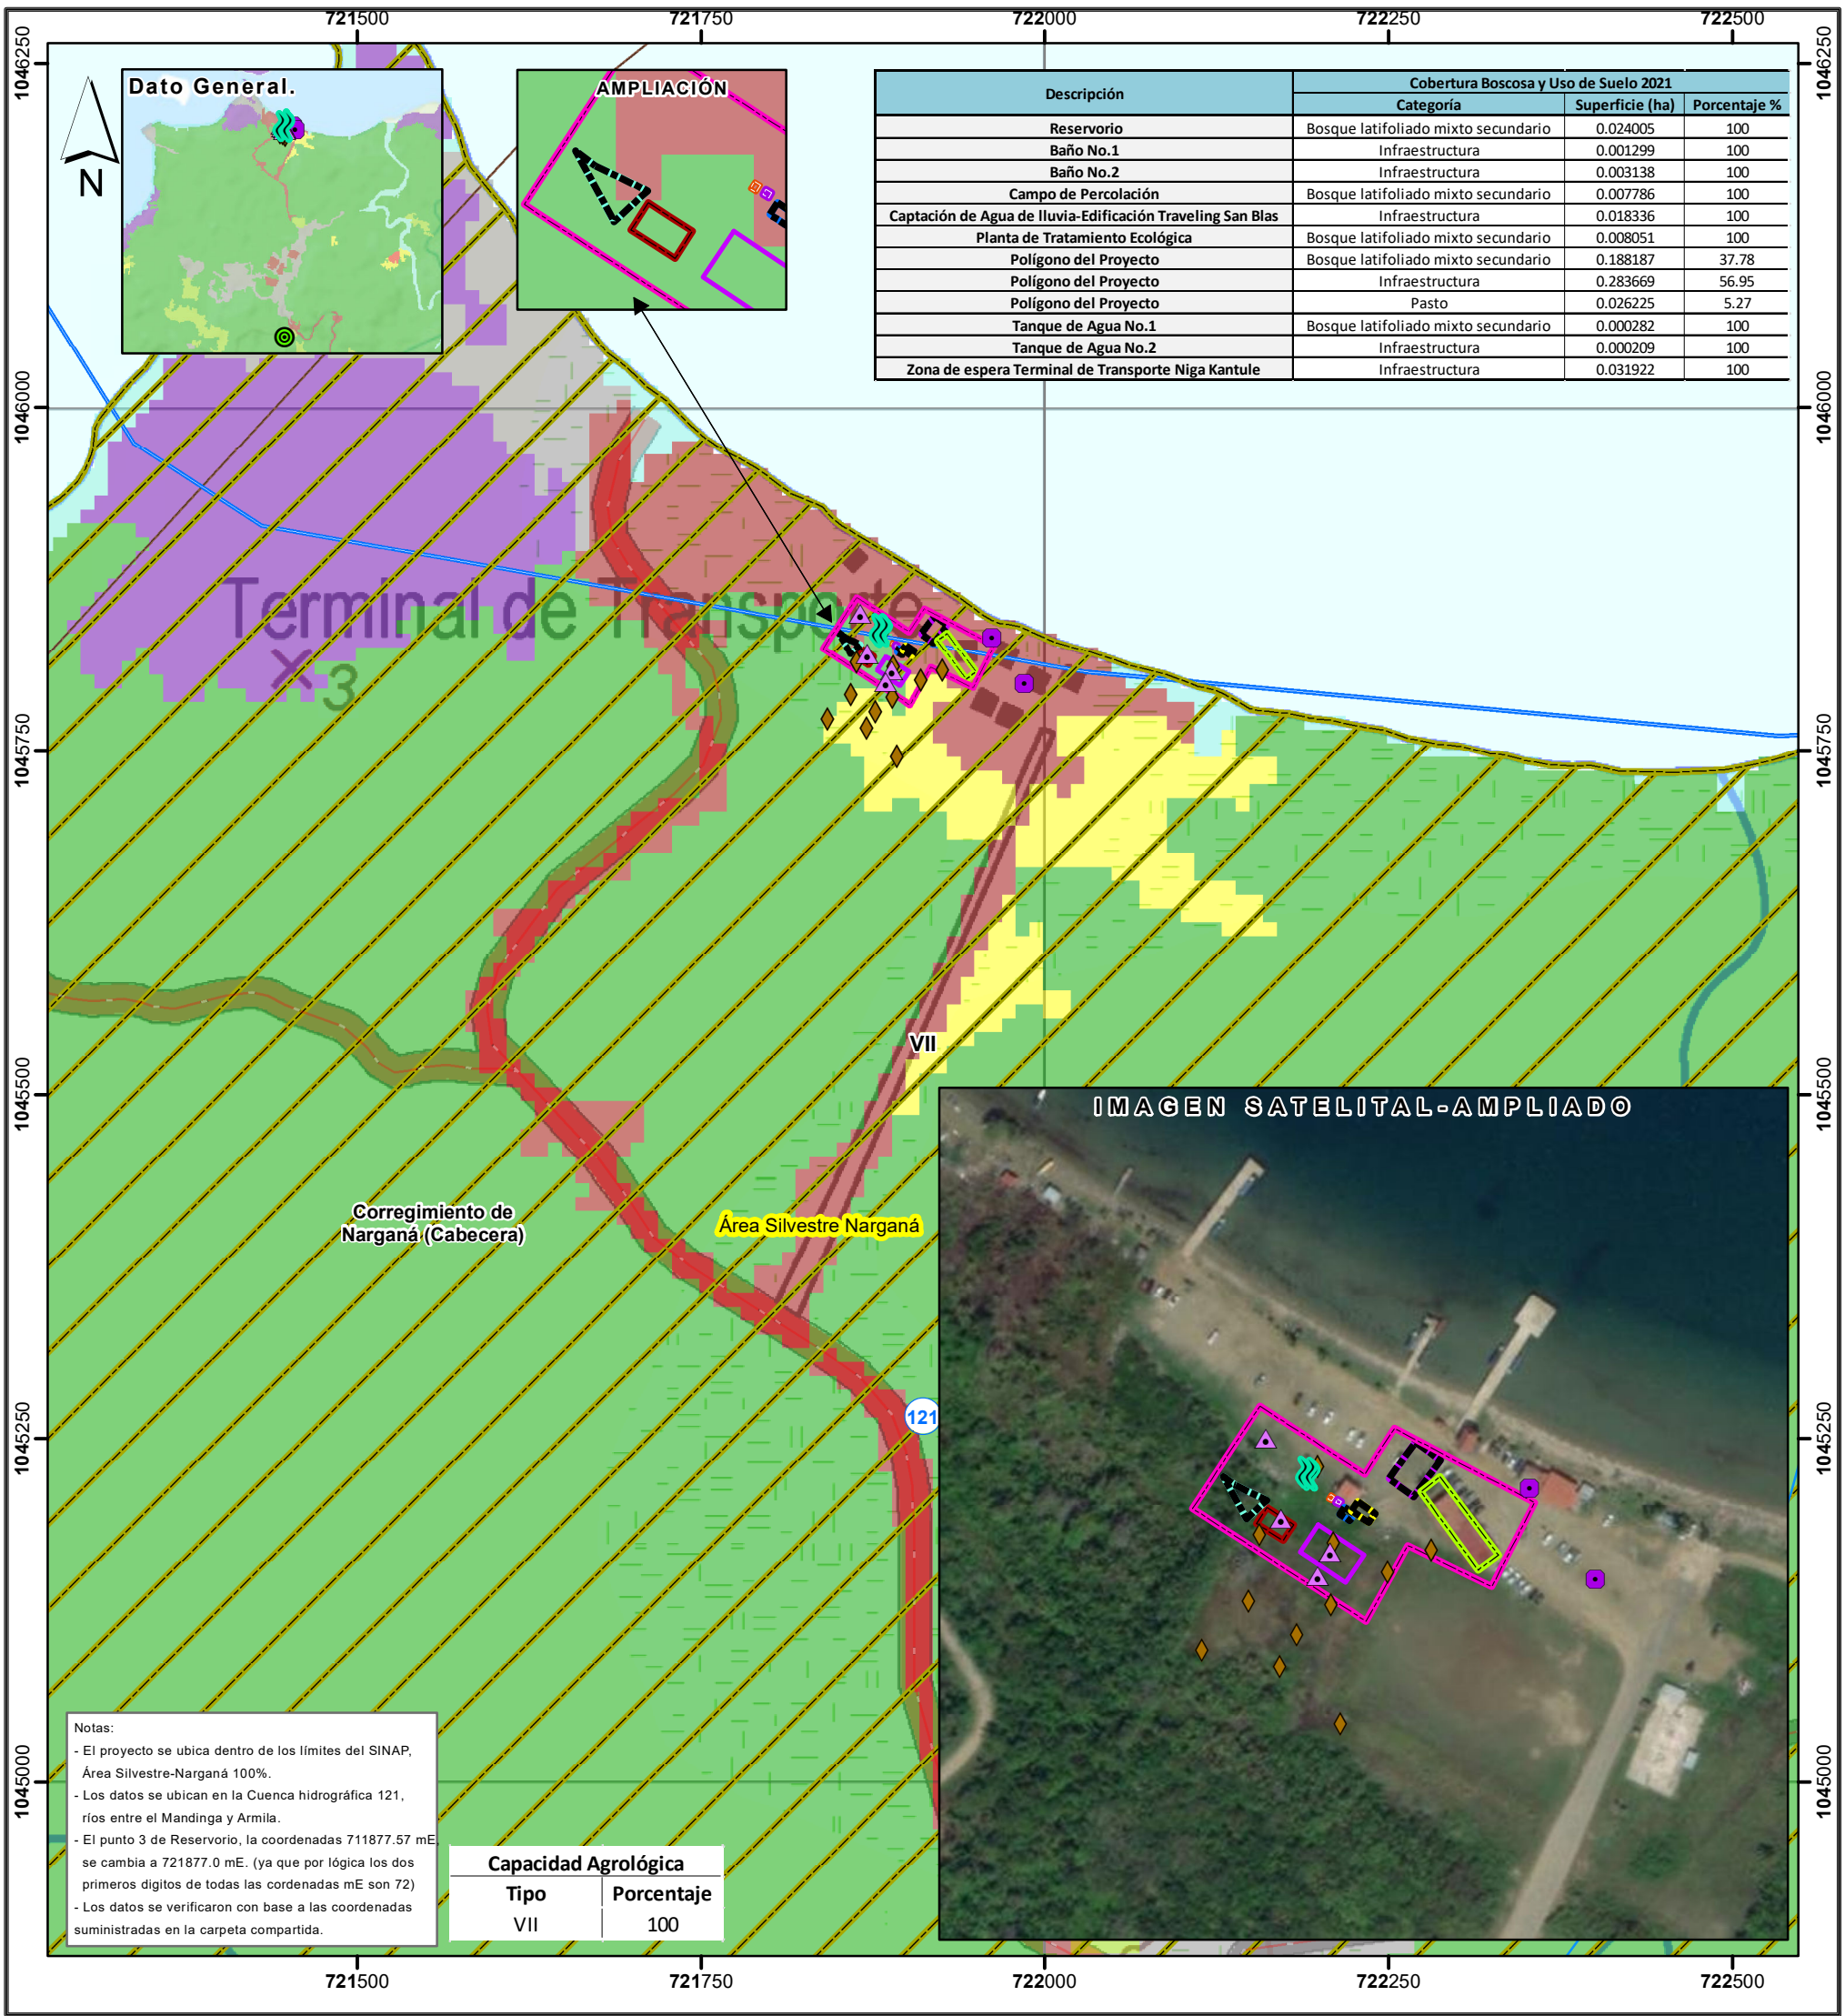 721500 721750 722000 722250 722500
1046250 1046250
Dato General.
N
AMPLIACIÓN
Descripción Cobertura Boscosa y Uso de Suelo 2021
Categoría Superficie (ha) Porcentaje %
Reservorio Bosque latifoliado mixto secundario 0.024005 100
Baño No.1 Infraestructura 0.001299 100
Baño No.2 Infraestructura 0.003138 100
Campo de Percolación Bosque latifoliado mixto secundario 0.007786 100
Captación de Agua de lluvia-Edificación Traveling San Blas Infraestructura 0.018336 100
Planta de Tratamiento Ecológica Bosque latifoliado mixto secundario 0.008051 100
Polígono del Proyecto Bosque latifoliado mixto secundario 0.188187 37.78
Polígono del Proyecto Infraestructura 0.283669 56.95
Polígono del Proyecto Pasto 0.026225 5.27
Tanque de Agua No.1 Bosque latifoliado mixto secundario 0.000282 100
Tanque de Agua No.2 Infraestructura 0.000209 100
Zona de espera Terminal de Transporte Niga Kantule Infraestructura 0.031922 100
1046000 1046000
Terminal de Transporte
3
1045750 1045750
VII
1045500 1045500
IMAGEN SATELITAL-AMPLIADO
Corregimiento de
Narganá (Cabecera)
Área Silvestre Narganá
121
1045250 1045250
Notas:
- El proyecto se ubica dentro de los límites del SINAP,
Área Silvestre-Narganá 100%.
- Los datos se ubican en la Cuenca hidrográfica 121,
ríos entre el Mandinga y Armila.
- El punto 3 de Reservorio, la coordenadas 711877.57 mE,
se cambia a 721877.0 mE. (ya que por lógica los dos
primeros digitos de todas las cordenadas mE son 72)
- Los datos se verificaron con base a las coordenadas
suministradas en la carpeta compartida.
1045000 1045000
Capacidad Agrológica
Tipo Porcentaje
VII 100
721500 721750 722000 722250 722500